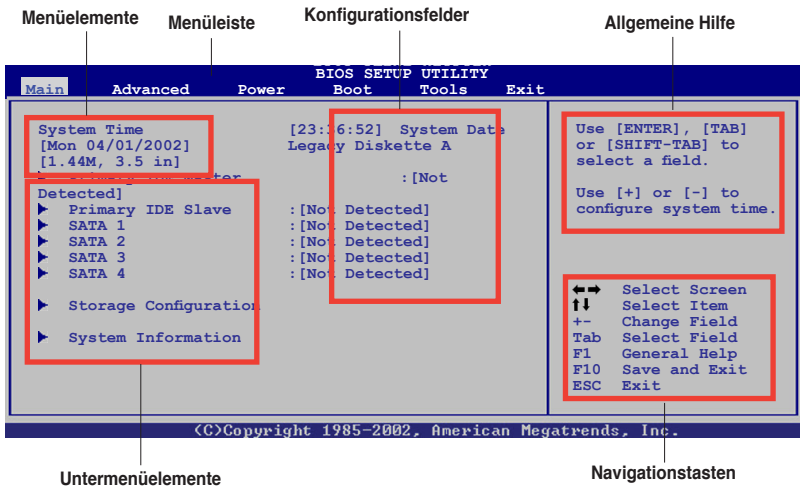 Menüelemente Menüleiste Konfigurationsfelder Allgemeine Hilfe
BIOS SETUP UTILITY
Main Advanced Power Boot Tools Exit
System Time [23:36:52] System Date
[Mon 04/01/2002] Legacy Diskette A
[1.44M, 3.5 in]
Primary IDE Master :[Not
Detected]
Primary IDE Slave :[Not Detected]
SATA 1 :[Not Detected]
SATA 2 :[Not Detected]
SATA 3 :[Not Detected]
SATA 4 :[Not Detected]
Storage Configuration
System Information
Use [ENTER], [TAB]
or [SHIFT-TAB] to
select a field.
Use [+] or [-] to
configure system time.
Select Screen
Select Item
+- Change Field
Tab Select Field
F1 General Help
F10 Save and Exit
ESC Exit
(C)Copyright 1985-2002, American Megatrends, Inc.
Untermenüelemente Navigationstasten